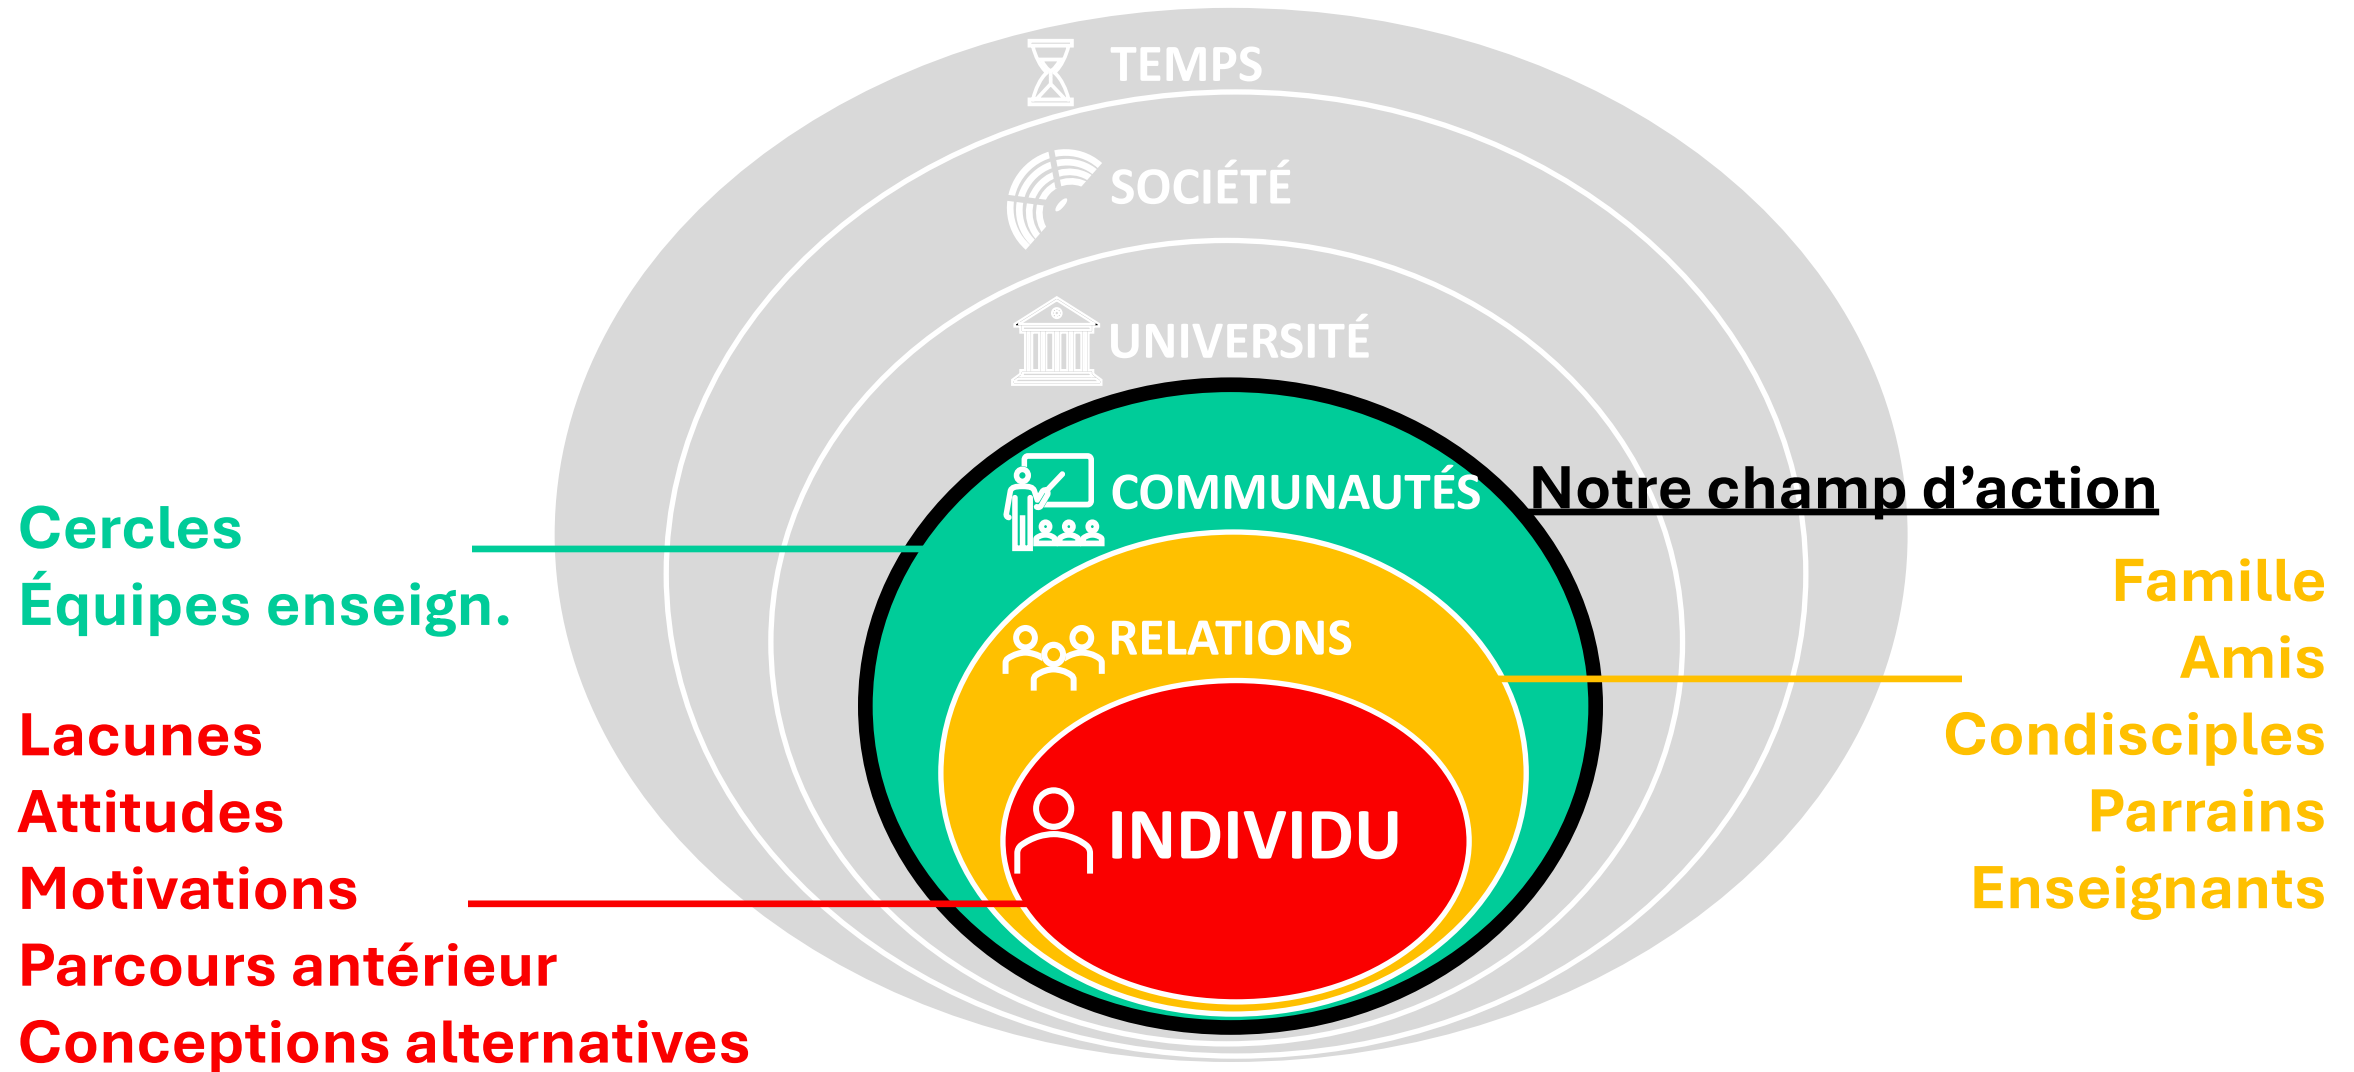 TEMPS
SOCIÉTÉ
UNIVERSITÉ
COMMUNAUTÉS
RELATIONS
INDIVIDU
Notre champ d’action
Cercles
Équipes enseign.
Lacunes
Attitudes
Motivations
Parcours antérieur
Conceptions alternatives
Famille
Amis
Condisciples
Parrains
Enseignants